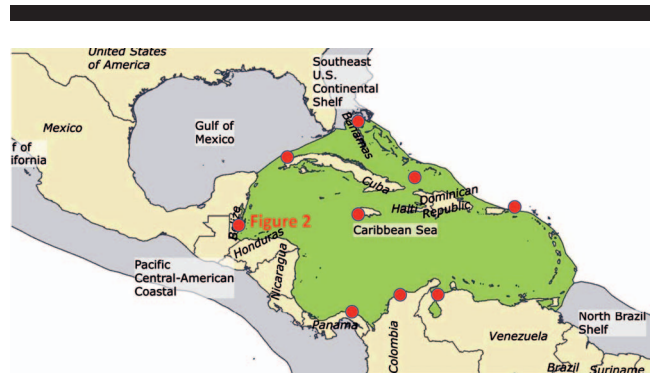 United States
of America
Southeast
U.S.
Continental
Shelf
Mexico
Gulf of
Mexico
Bahamas
f of
ifornia
Cuba
Dominican
Republic
Haiti
Belize
Figure 2
Caribbean Sea
Honduras
Pacific
Central-American
Coastal
Nicaragua
North Brazil
Shelf
Panama
Colombia
Venezuela
Brazil
Suriname